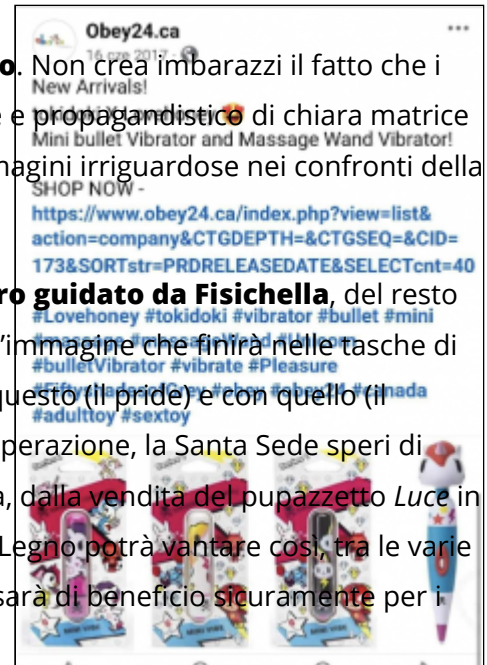 Obey24.ca
16 cze 2017
o. Non crea imbarazzi il fatto che i
New Arrivals!
e propagandistico di chiara matrice
Mini bullet Vibrator and Massage Wand Vibrator!
magini irriguardose nei confronti della
SHOP NOW -
https://www.obey24.ca/index.php?view=list&
action=company&CTGDEPTH=&CTGSEQ=&CID=
173&SORTstr=PRDRELEASEDATE&SELECTcnt=40
ro guidato da Fisichella, del resto
#Lovehoney #tokidoki #vibrator #bullet #mini
l'immagine che finirà nelle tasche di
#bulletVibrator #vibrate #Pleasure
questo (il pride) e con quello (il
#adulttoy #sextoy
perazione, la Santa Sede speri di
a, dalla vendita del pupazzetto Luce in
Legno potrà vantare così, tra le varie
sarà di beneficio sicuramente per i
MINI VIBE